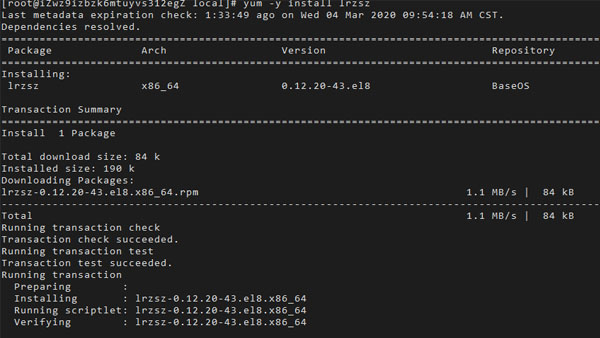 [root@iZwz9izbzk6mtuyvs312egZ local]# yum -y install lrzsz
Last metadata expiration check: 1:33:49 ago on Wed 04 Mar 2020 09:54:18 AM CST.
Dependencies resolved.
================================================================================
Package Arch Version Repository
================================================================================
Installing:
lrzsz x86_64 0.12.20-43.el8 BaseOS
Transaction Summary
================================================================================
Install 1 Package
Total download size: 84 k
Installed size: 190 k
Downloading Packages:
lrzsz-0.12.20-43.el8.x86_64.rpm 1.1 MB/s | 84 kB
--------------------------------------------------------------------------------
Total 1.1 MB/s | 84 kB
Running transaction check
Transaction check succeeded.
Running transaction test
Transaction test succeeded.
Running transaction
Preparing :
Installing : lrzsz-0.12.20-43.el8.x86_64
Running scriptlet: lrzsz-0.12.20-43.el8.x86_64
Verifying : lrzsz-0.12.20-43.el8.x86_64